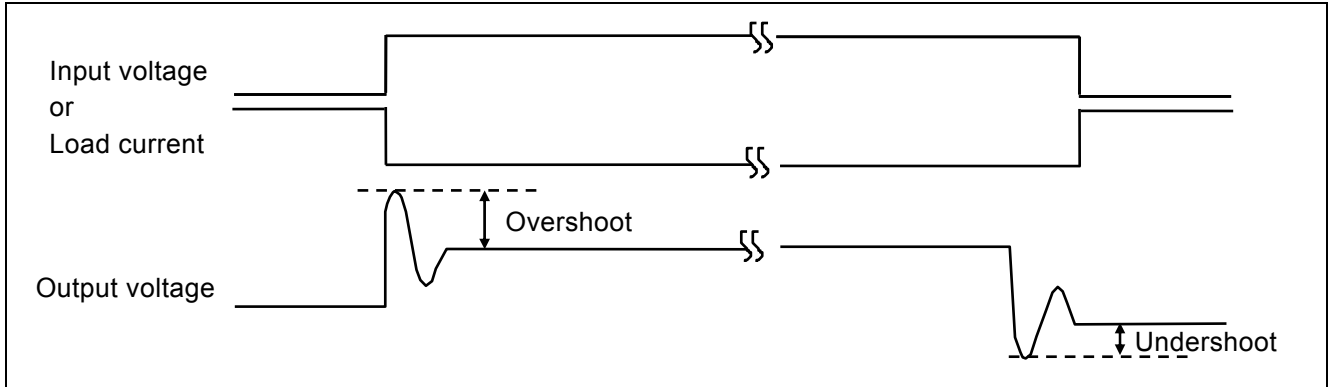 Input voltage
or
Load current
Overshoot
Output voltage
Undershoot